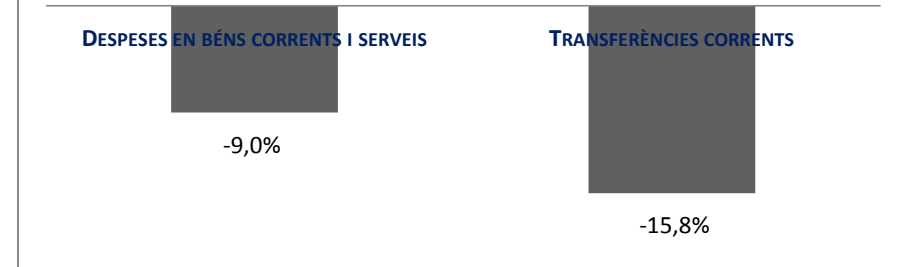 DESPESES EN BÉNS CORRENTS I SERVEIS
TRANSFERÈNCIES CORRENTS
-9,0%
-15,8%